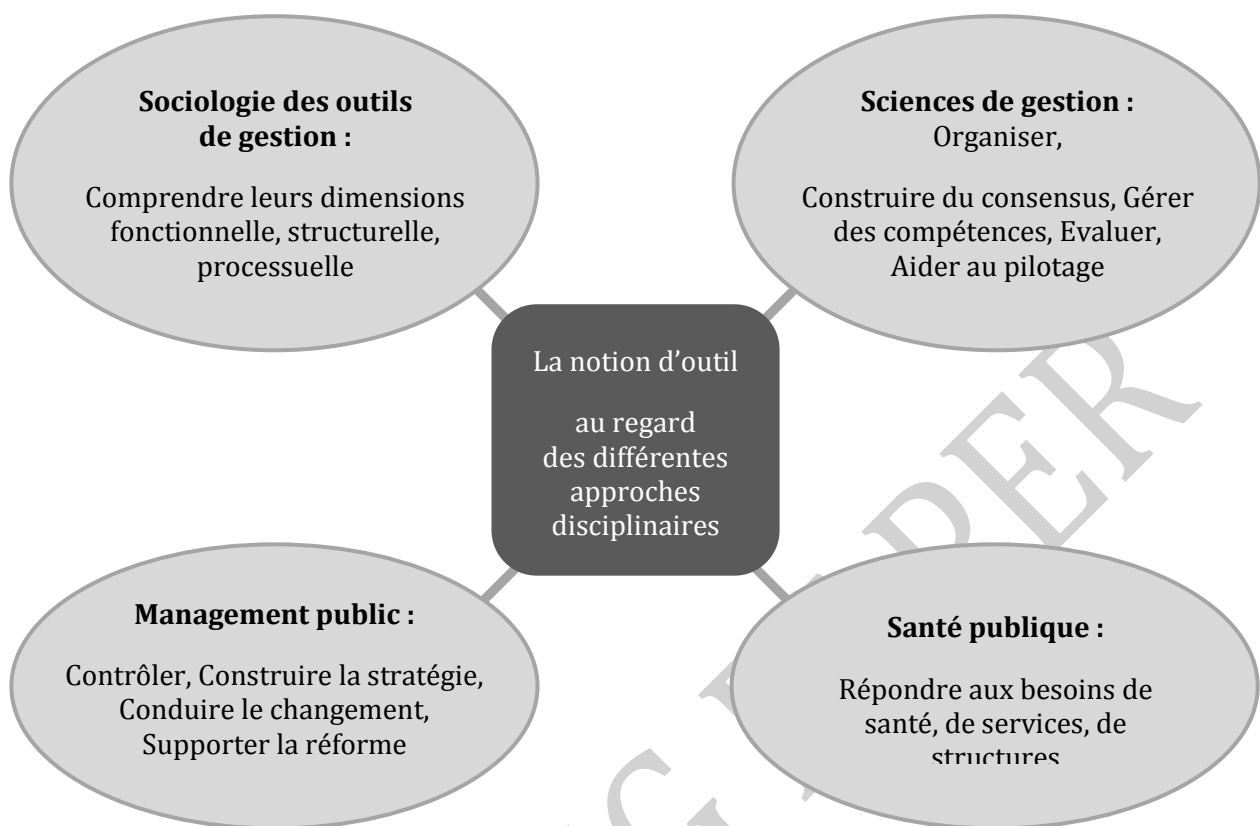 Sociologie des outils
de gestion :
Comprendre leurs dimensions
fonctionnelle, structurelle,
processuelle
Sciences de gestion :
Organiser,
Construire du consensus, Gérer
des compétences, Evaluer,
Aider au pilotage
La notion d’outil
au regard
des différentes
approches
disciplinaires
Management public :
Contrôler, Construire la stratégie,
Conduire le changement,
Supporter la réforme
Santé publique :
Répondre aux besoins de
santé, de services, de
structures